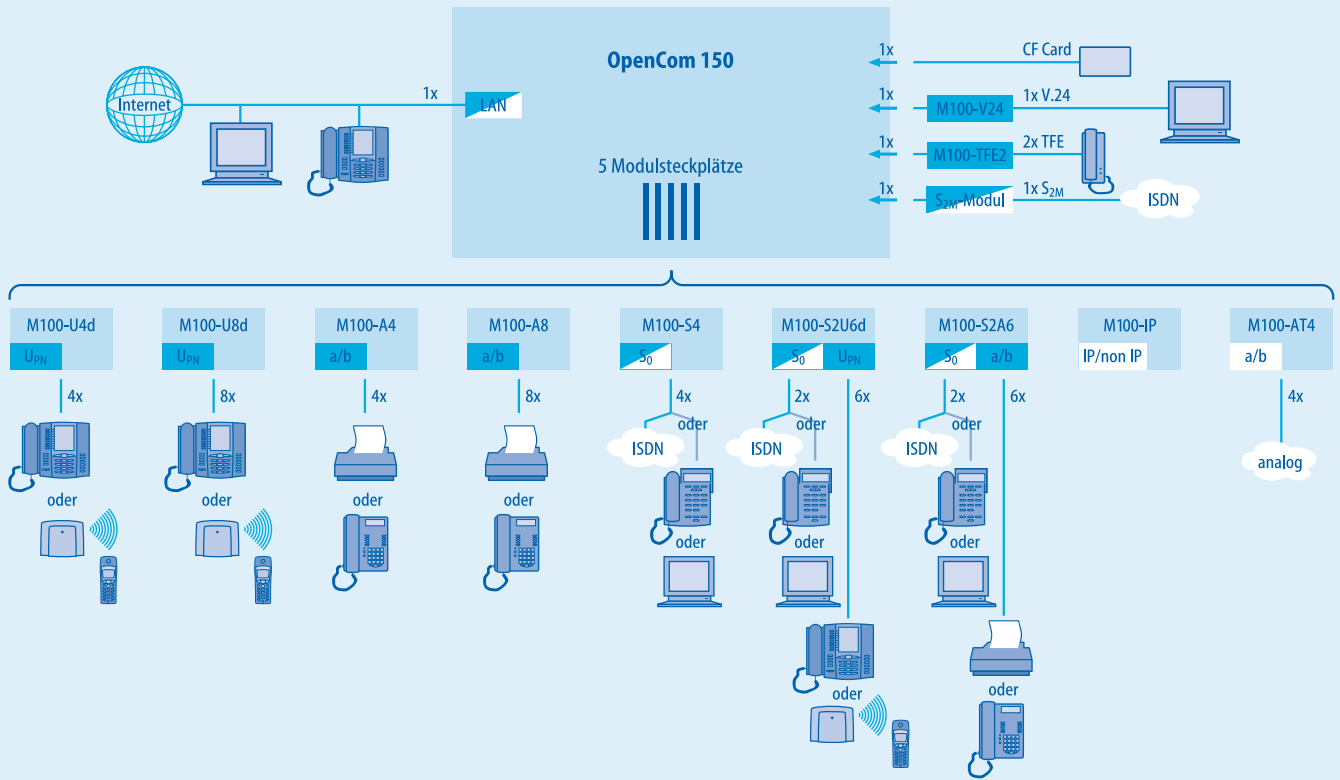 OpenCom 150
Internet
1x
LAN
5 Modulsteckplätze
1x
CF Card
1x
M100-V24
1x V.24
1x
M100-TFE2
2x TFE
1x
S2M-Modul
1x S2M
ISDN
M100-U4d
UPN
4x
oder
M100-U8d
UPN
8x
oder
M100-A4
a/b
4x
oder
M100-A8
a/b
8x
oder
M100-S4
S0
4x
oder
ISDN
oder
M100-S2U6d
S0
UPN
2x
6x
oder
ISDN
oder
oder
M100-S2A6
S0
a/b
2x
6x
oder
ISDN
oder
oder
M100-IP
IP/non IP
M100-AT4
a/b
4x
analog